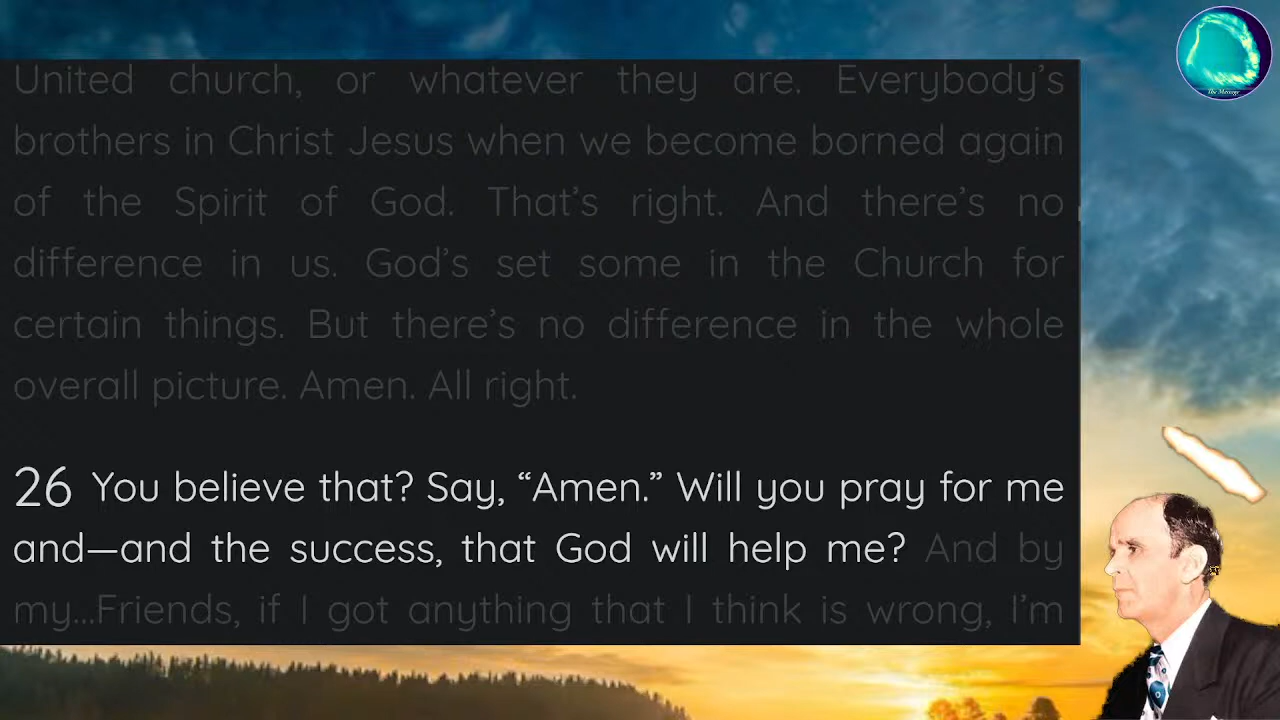 The Message
United church, or whatever they are. Everybody’s
brothers in Christ Jesus when we become borned again
of the Spirit of God. That’s right. And there’s no
difference in us. God’s set some in the Church for
certain things. But there’s no difference in the whole
overall picture. Amen. All right.
26 You believe that? Say, “Amen.” Will you pray for me
and—and the success, that God will help me? And by
my...Friends, if I got anything that I think is wrong, I’m